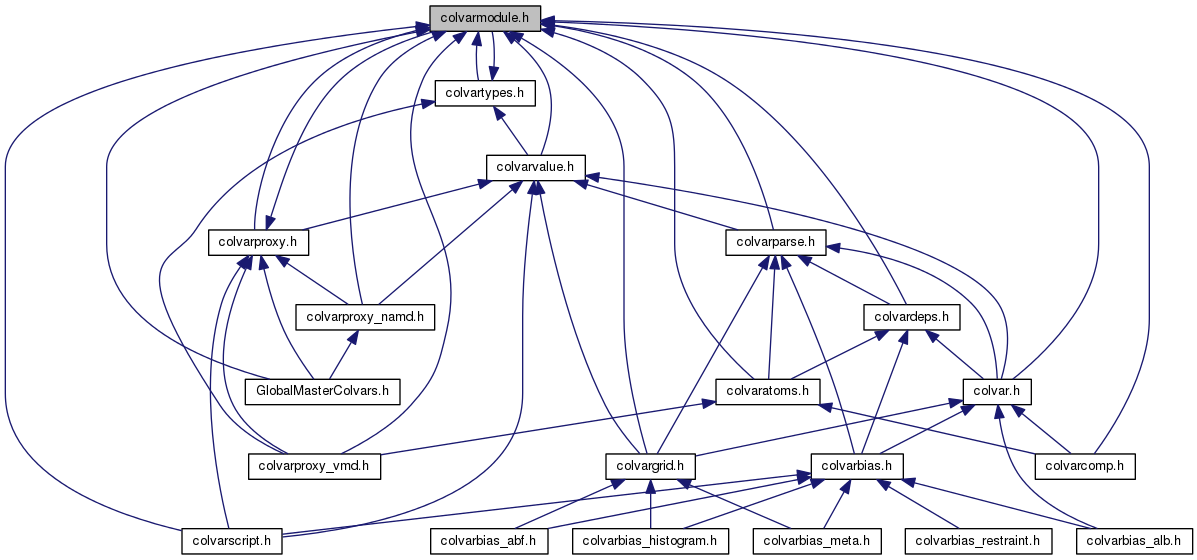 colvarmodule.h
colvartypes.h
colvarvalue.h
colvarproxy.h
colvarparse.h
colvarproxy_namd.h
colvardeps.h
GlobalMasterColvars.h
colvaratoms.h
colvar.h
colvarproxy_vmd.h
colvargrid.h
colvarbias.h
colvarcomp.h
colvarscript.h
colvarbias_abf.h
colvarbias_histogram.h
colvarbias_meta.h
colvarbias_restraint.h
colvarbias_alb.h